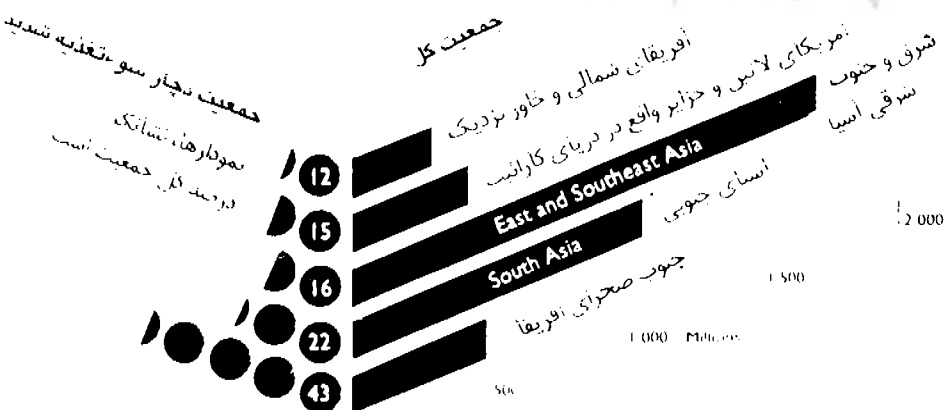 جمعیت کل
جمعیت دچار سوءتغذیه شدید
نمودارها، نشانگر
درصد کل جمعیت است
آفریقای شمالی و خاور نزدیک
آمریکای لاتین و جزایر واقع در دریای کارائیب
شرق و جنوب
شرقی آسیا
East and Southeast Asia
آسیای جنوبی
South Asia
جنوب صحرای آفریقا
12
15
16
22
43
500
1 000 Millions
1 500
2 000